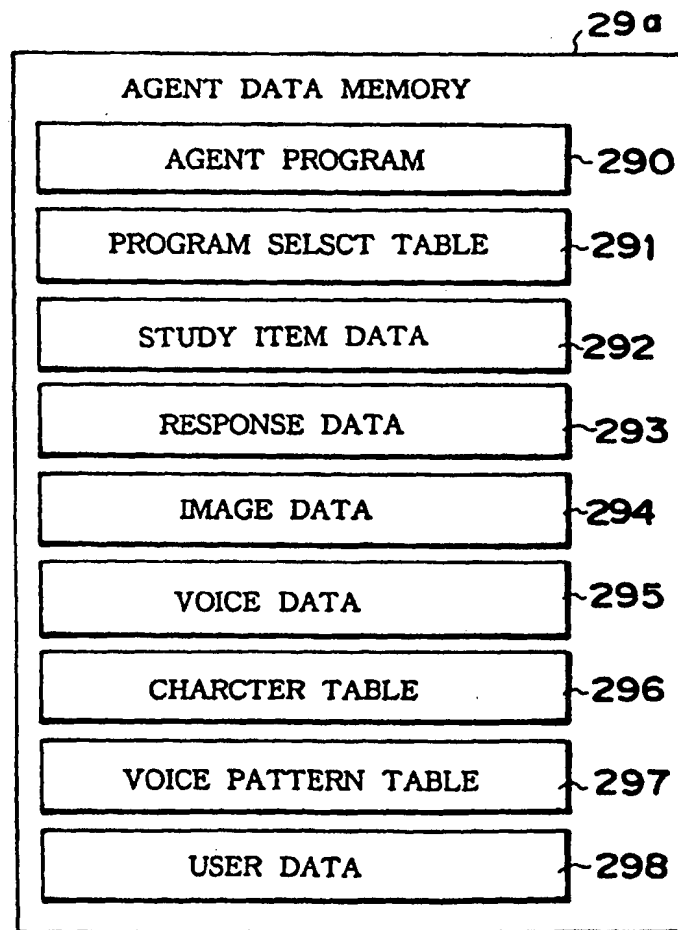 29a
AGENT DATA MEMORY
AGENT PROGRAM 290
PROGRAM SELSCT TABLE 291
STUDY ITEM DATA 292
RESPONSE DATA 293
IMAGE DATA 294
VOICE DATA 295
CHARCTER TABLE 296
VOICE PATTERN TABLE 297
USER DATA 298